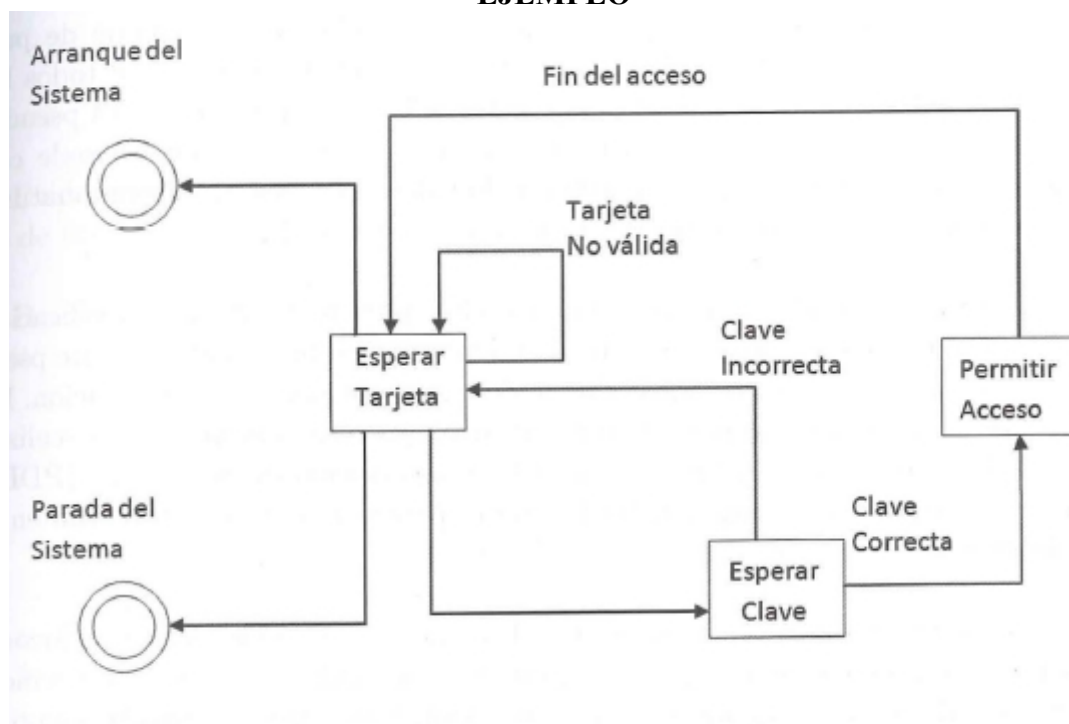 EJEMPLO
Arranque del
Sistema
Fin del acceso
Tarjeta
No válida
Esperar
Tarjeta
Clave
Incorrecta
Permitir
Acceso
Parada del
Sistema
Clave
Correcta
Esperar
Clave